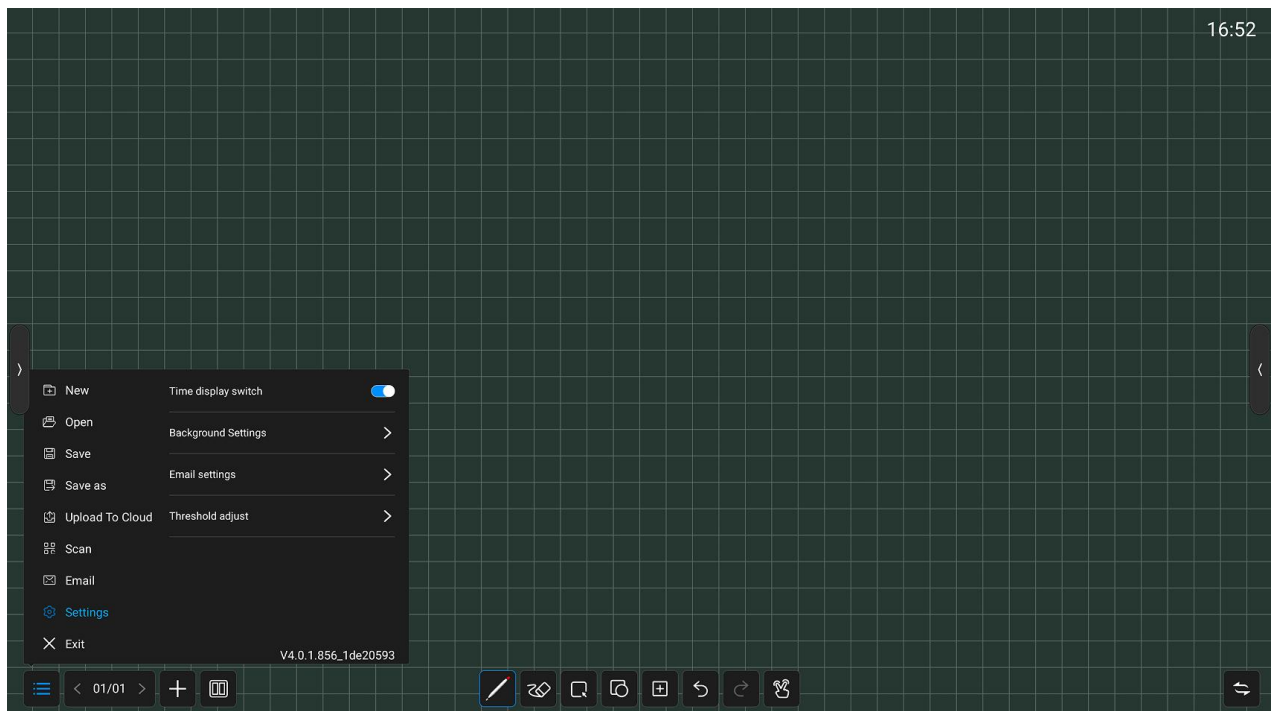 16:52
New
Open
Save
Save as
Upload To Cloud
Scan
Email
Settings
Exit
Time display switch
Background Settings
Email settings
Threshold adjust
V4.0.1.856_1de20593
01/01